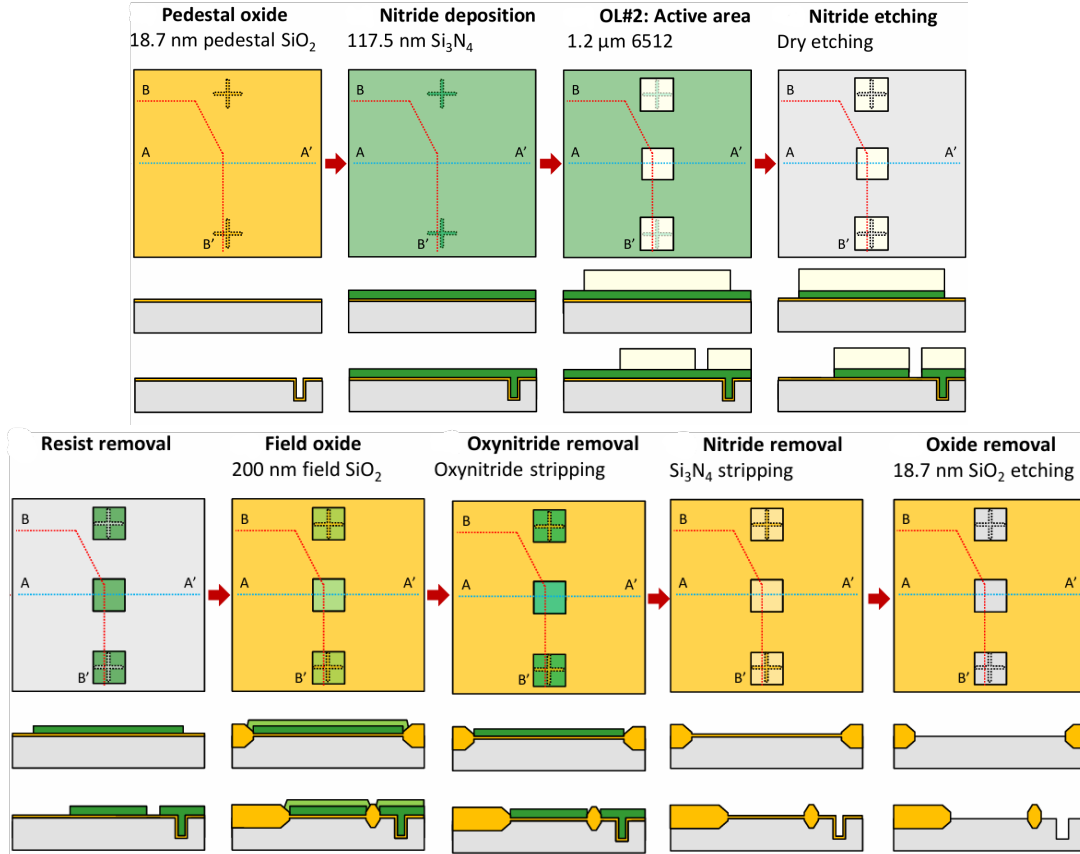 Pedestal oxide
18.7 nm pedestal SiO₂
Nitride deposition
117.5 nm Si₃N₄
OL#2: Active area
1.2 µm 6512
Nitride etching
Dry etching
B
A
A’
B’
B
A
A’
B’
B
A
A’
B’
B
A
A’
B’
Resist removal
Field oxide
200 nm field SiO₂
Oxynitride removal
Oxynitride stripping
Nitride removal
Si₃N₄ stripping
Oxide removal
18.7 nm SiO₂ etching
B
A
A’
B’
B
A
A’
B’
B
A
A’
B’
B
A
A’
B’
B
A
A’
B’